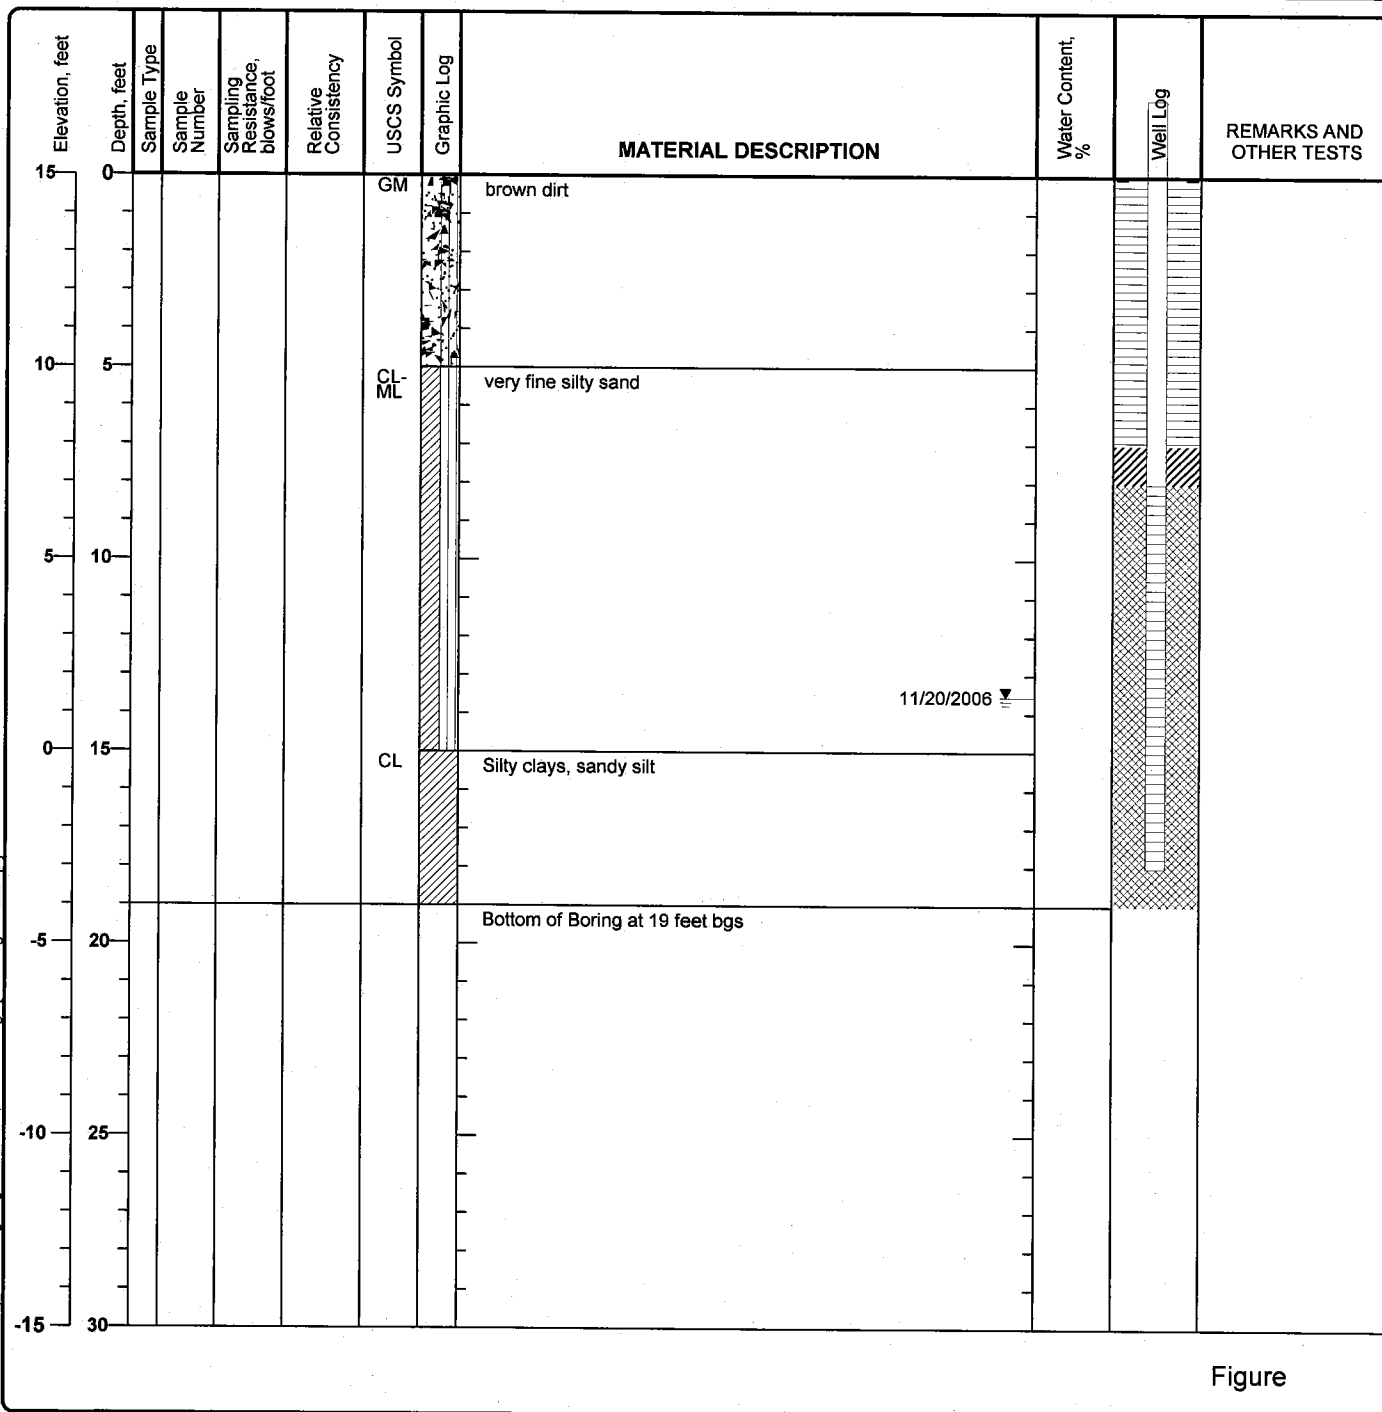 Elevation, feet
Depth, feet
Sample Type
Sample
Number
Sampling
Resistance,
blows/foot
Relative
Consistency
USCS Symbol
Graphic Log
MATERIAL DESCRIPTION
Water Content,
%
Well Log
REMARKS AND
OTHER TESTS
15 0
GM brown dirt
10 5
CL-
ML
very fine silty sand
5 10
11/20/2006
0 15
CL Silty clays, sandy silt
Bottom of Boring at 19 feet bgs
-5 20
-10 25
-15 30
Figure